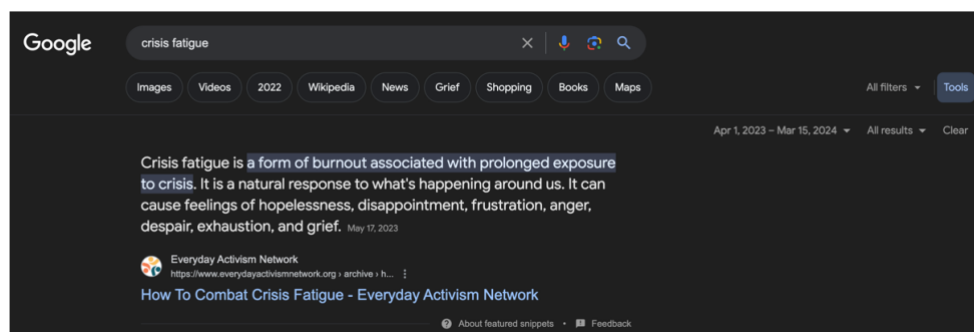 Google
crisis fatigue
Images Videos 2022 Wikipedia News Grief Shopping Books Maps All filters Tools
Apr 1, 2023 – Mar 15, 2024 All results Clear
Crisis fatigue is a form of burnout associated with prolonged exposure
to crisis. It is a natural response to what's happening around us. It can
cause feelings of hopelessness, disappointment, frustration, anger,
despair, exhaustion, and grief. May 17, 2023
Everyday Activism Network
https://www.everydayactivismnetwork.org › archive › h...
How To Combat Crisis Fatigue - Everyday Activism Network
About featured snippets • Feedback